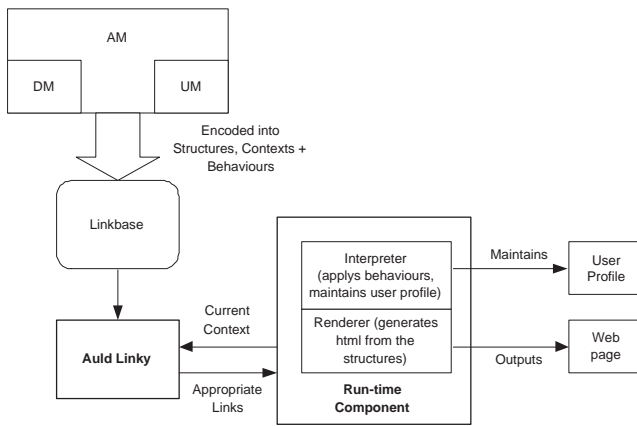 AM
DM
UM
Encoded into
Structures, Contexts +
Behaviours
Linkbase
Interpreter
(applys behaviours,
maintains user profile)
Maintains
User
Profile
Current
Context
Renderer (generates
html from the
structures)
Outputs
Web
page
Auld Linky
Appropriate
Links
Run-time
Component